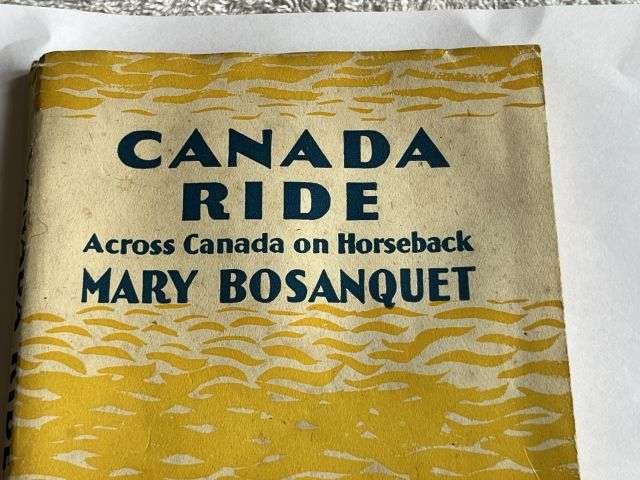 CANADA
RIDE
Across Canada on Horseback
MARY BOSANQUET